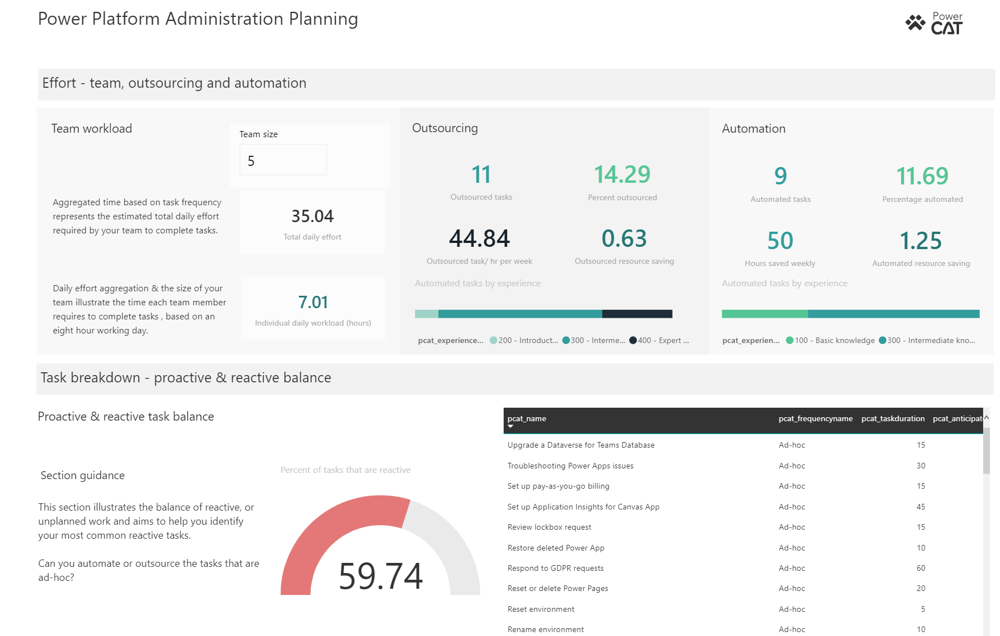 Power Platform Administration Planning
Power
CAT
Effort - team, outsourcing and automation
Team workload
Team size
5
Aggregated time based on task frequency
represents the estimated total daily effort
required by your team to complete tasks.
35.04
Total daily effort
Daily effort aggregation & the size of your
team illustrate the time each team member
requires to complete tasks , based on an
eight hour working day.
7.01
Individual daily workload (hours)
Outsourcing
11
Outsourced tasks
14.29
Percent outsourced
44.84
Outsourced task/ hr per week
0.63
Outsourced resource saving
Automated tasks by experience
pcat_experience... 200 - Introduct... 300 - Interme... 400 - Expert ...
Automation
9
Automated tasks
11.69
Percentage automated
50
Hours saved weekly
1.25
Automated resource saving
Automated tasks by experience
pcat_experien... 100 - Basic knowledge 300 - Intermediate kno...
Task breakdown - proactive & reactive balance
Proactive & reactive task balance
Section guidance
This section illustrates the balance of reactive, or
unplanned work and aims to help you identify
your most common reactive tasks.
Can you automate or outsource the tasks that are
ad-hoc?
Percent of tasks that are reactive
59.74
pcat_name pcat_frequencyname pcat_taskduration pcat_anticipat
Upgrade a Dataverse for Teams Database Ad-hoc 15
Troubleshooting Power Apps issues Ad-hoc 30
Set up pay-as-you-go billing Ad-hoc 15
Set up Application Insights for Canvas App Ad-hoc 45
Review lockbox request Ad-hoc 15
Restore deleted Power App Ad-hoc 10
Respond to GDPR requests Ad-hoc 60
Reset or delete Power Pages Ad-hoc 20
Reset environment Ad-hoc 5
Rename environment Ad-hoc 10